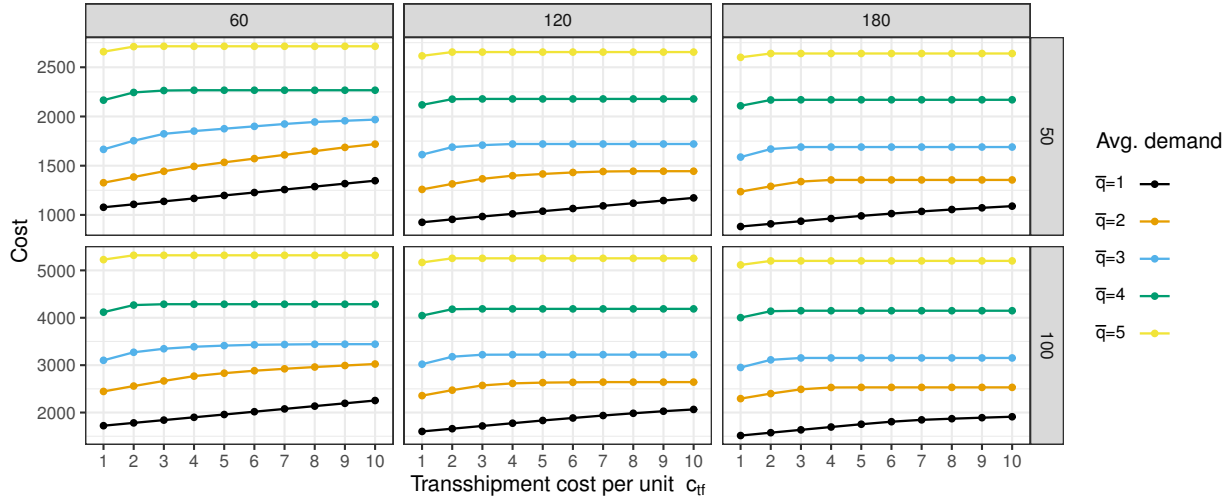 60
120
180
2500
2000
1500
1000
50
Cost
5000
4000
3000
2000
100
1 2 3 4 5 6 7 8 9 10
1 2 3 4 5 6 7 8 9 10
1 2 3 4 5 6 7 8 9 10
Transshipment cost per unit c_tf
Avg. demand
q̅=1
q̅=2
q̅=3
q̅=4
q̅=5